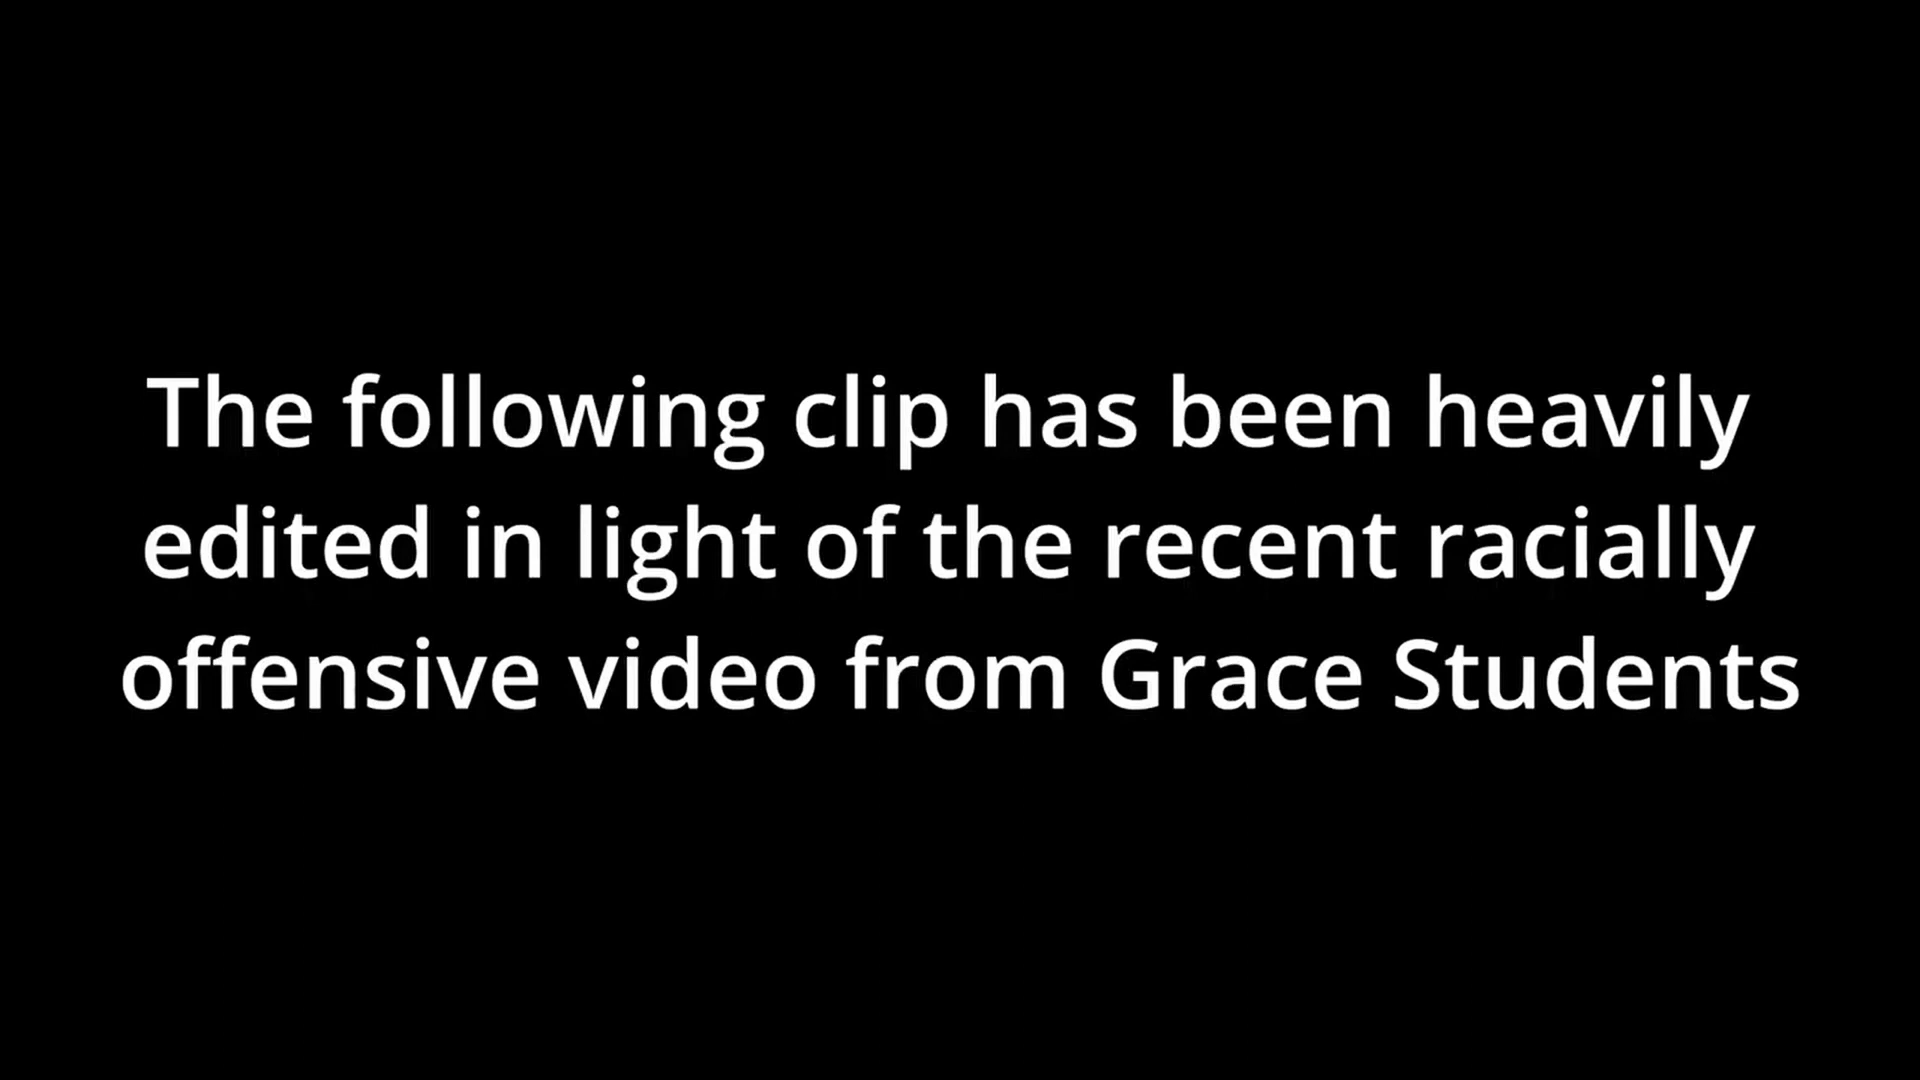 The following clip has been heavily
edited in light of the recent racially
offensive video from Grace Students